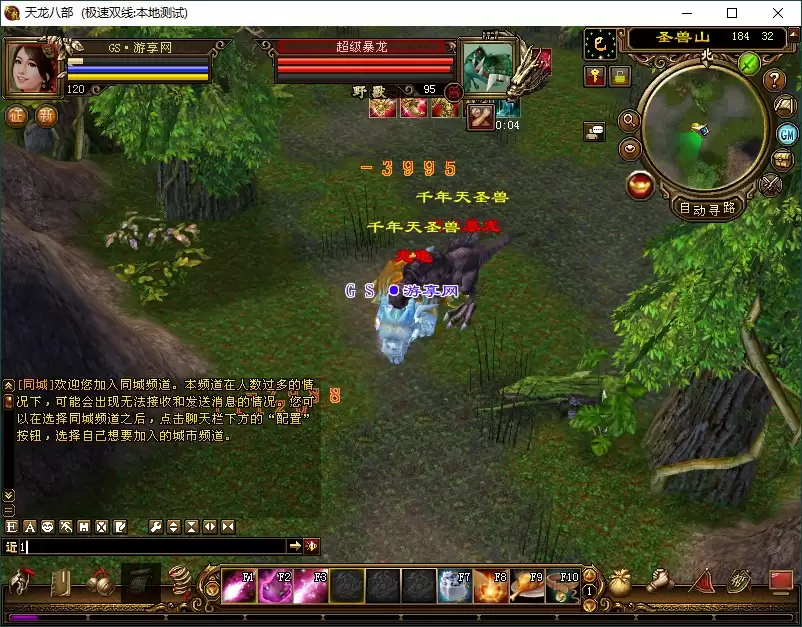 天龙八部 (极速双线:本地测试)
GS·游享网
120
超级暴龙
野兽 95
0:04
圣兽山 184 32
北
GM
自动寻路
征 新
-3995
千年天圣兽
千年天圣兽
GS●游享网
[同城]欢迎您加入同城频道。本频道在人数过多的情
况下，可能会出现无法接收和发送消息的情况。您可
以在选择同城频道之后，点击聊天栏下方的“配置”
按钮，选择自己想要加入的城市频道。
近 1
F1 F2 F3 F7 F8 F9 F10
1